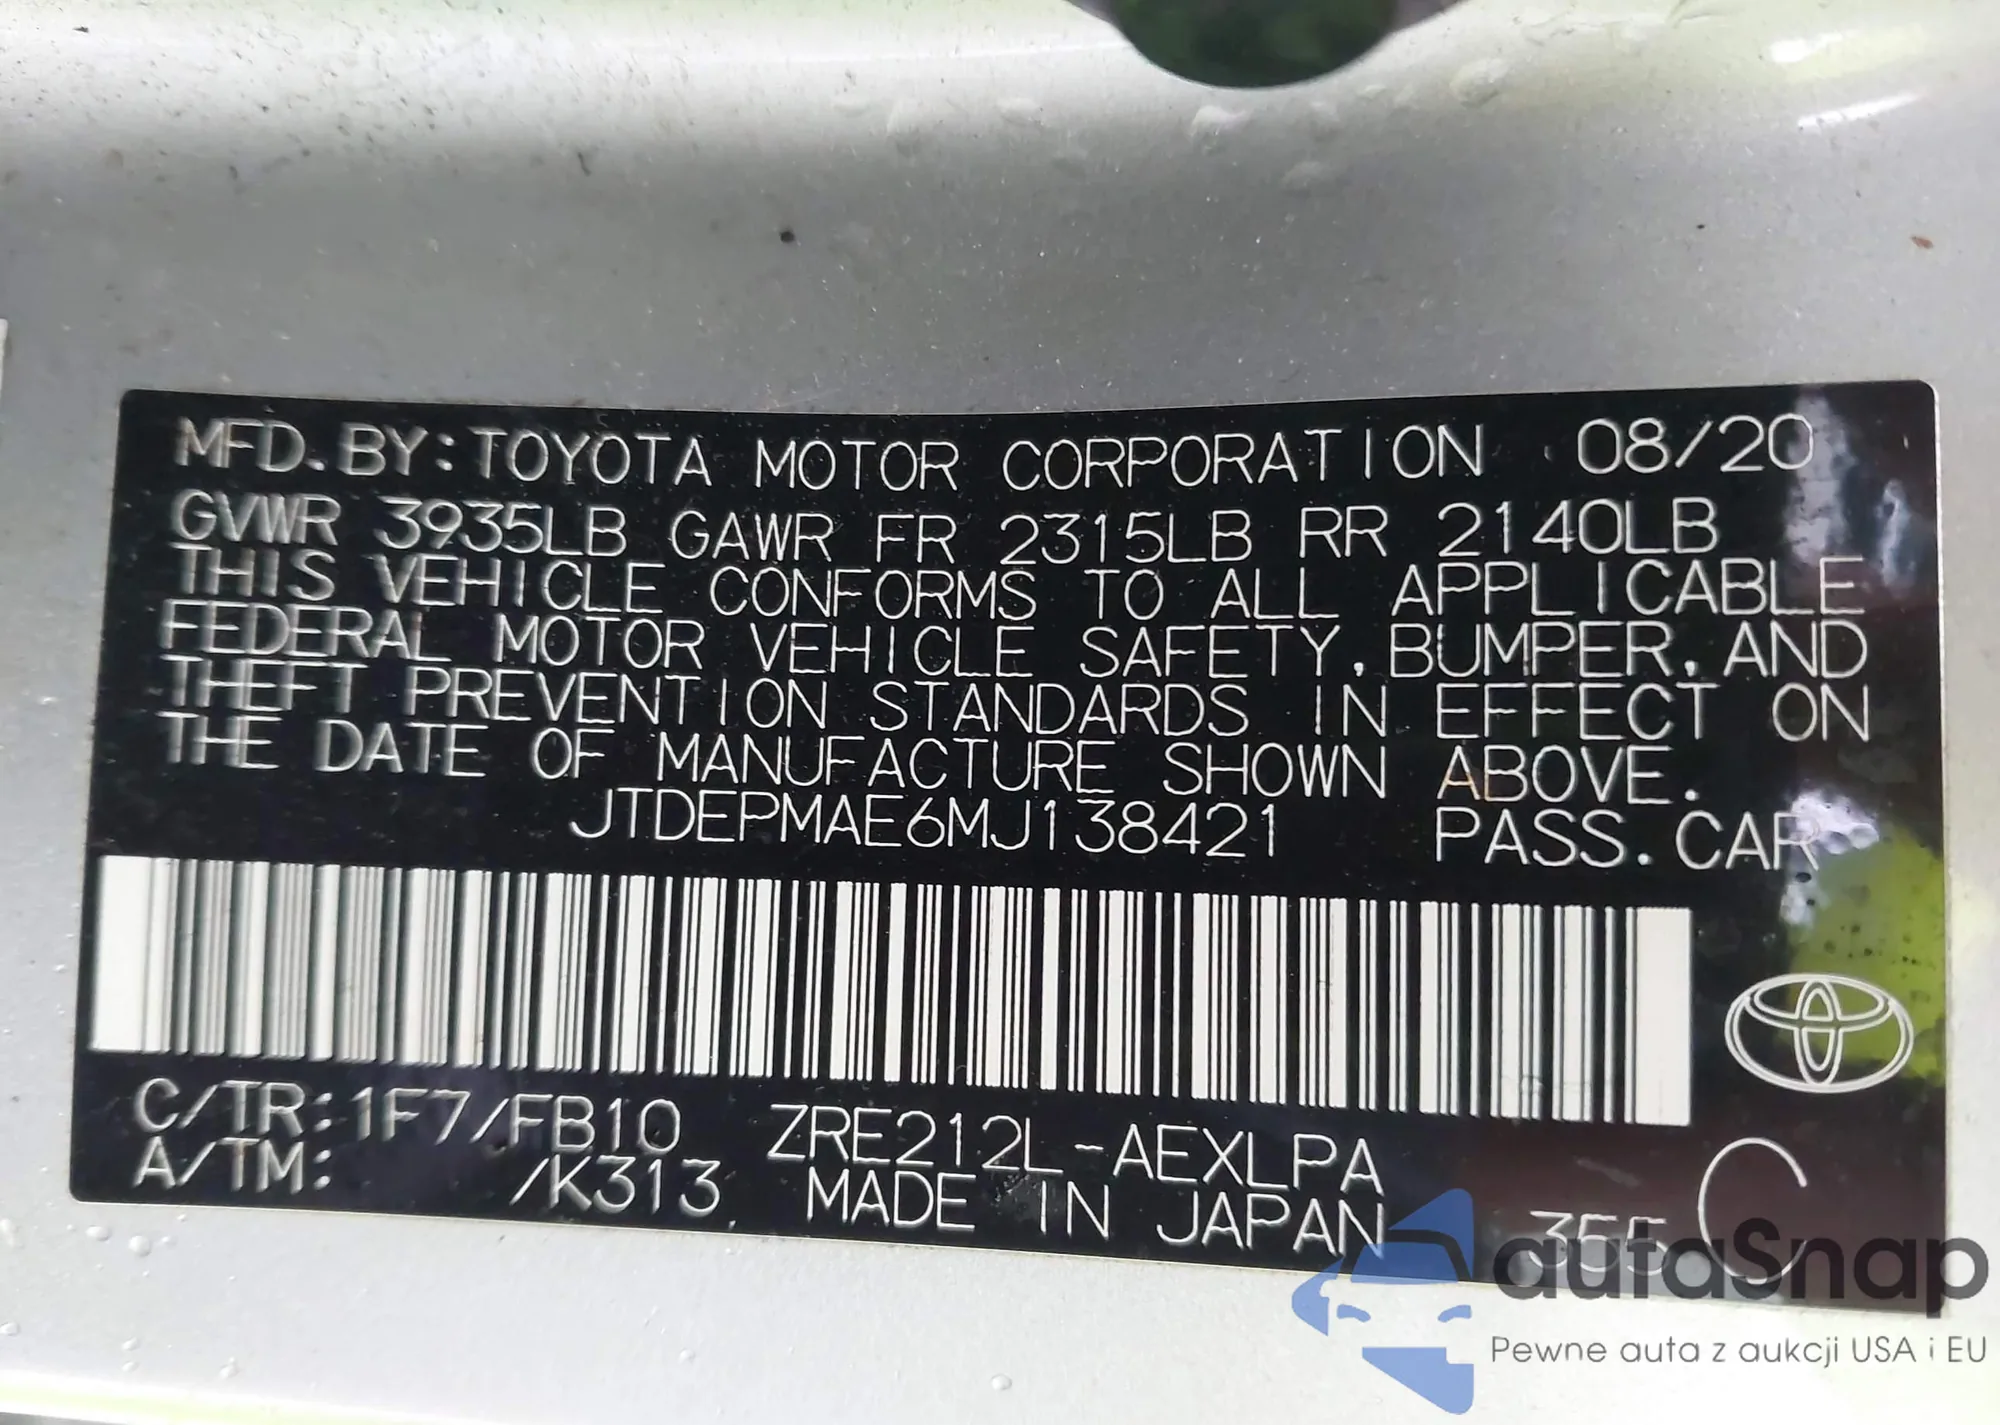 MFD. BY: TOYOTA MOTOR CORPORATION 08/20
GVWR 3935LB GAWR FR 2315LB RR 2140LB
THIS VEHICLE CONFORMS TO ALL APPLICABLE
FEDERAL MOTOR VEHICLE SAFETY, BUMPER, AND
THEFT PREVENTION STANDARDS IN EFFECT ON
THE DATE OF MANUFACTURE SHOWN ABOVE.
JTDEPMAE6MJ138421 PASS. CAR
C/TR: 1F7/FB10 ZRE212L-AEXLPA
A/TM: /K313 MADE IN JAPAN 355 C
autaSnap
Pewne auta z aukcji USA i EU